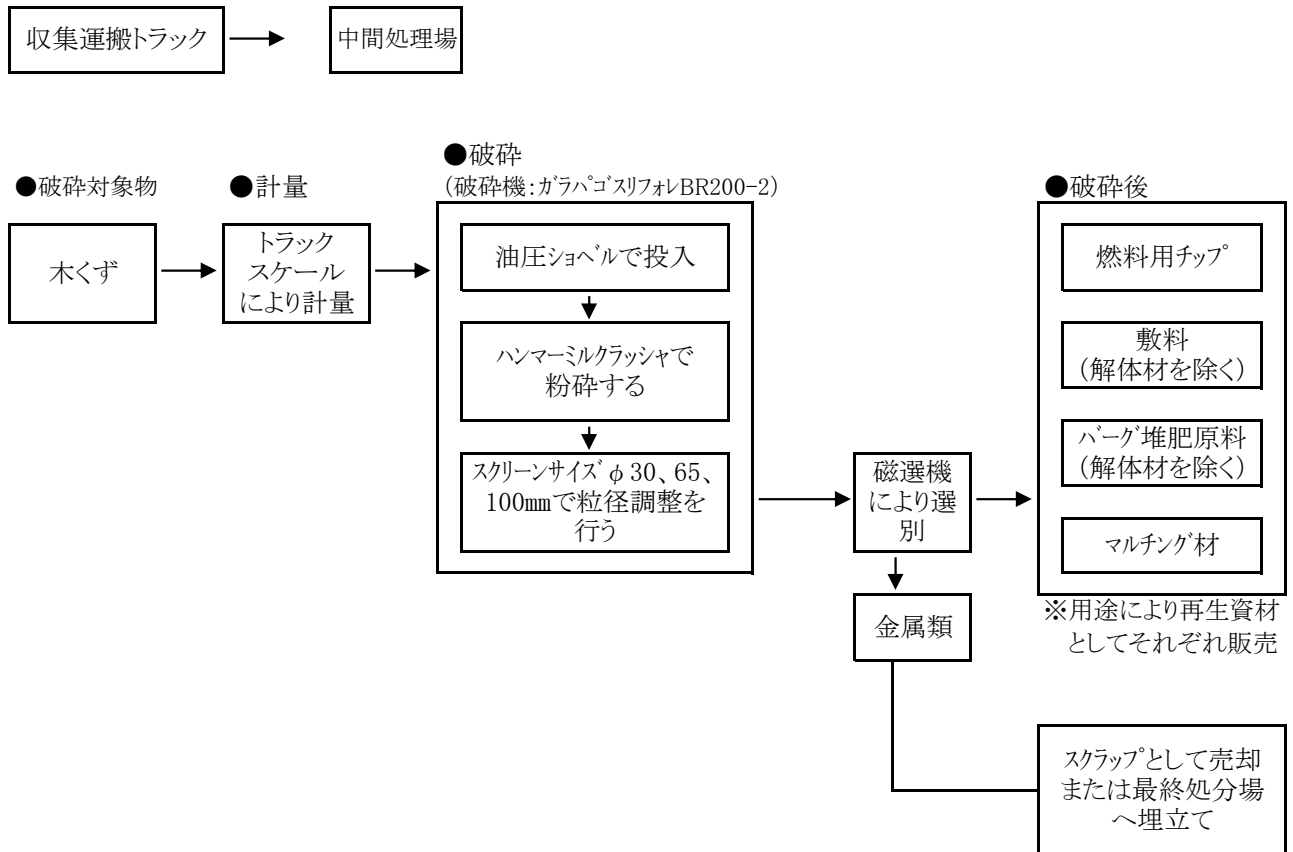 収集運搬トラック
中間処理場
●破砕対象物
●計量
●破砕
(破砕機:ガラパゴスリフォレBR200-2)
●破砕後
木くず
トラック
スケール
により計量
油圧ショベルで投入
ハンマーミルクラッシャで
粉砕する
スクリーンサイズφ30、65、
100㎜で粒径調整を
行う
磁選機
により選
別
金属類
燃料用チップ
敷料
(解体材を除く)
バーグ堆肥原料
(解体材を除く)
マルチング材
※用途により再生資材
としてそれぞれ販売
スクラップとして売却
または最終処分場
へ埋立て